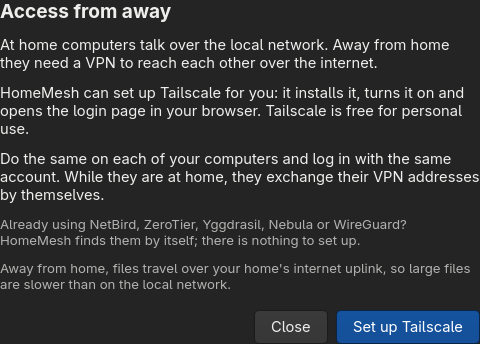 Access from away
At home computers talk over the local network. Away from home
they need a VPN to reach each other over the internet.
HomeMesh can set up Tailscale for you: it installs it, turns it on and
opens the login page in your browser. Tailscale is free for personal
use.
Do the same on each of your computers and log in with the same
account. While they are at home, they exchange their VPN addresses
by themselves.
Already using NetBird, ZeroTier, Yggdrasil, Nebula or WireGuard?
HomeMesh finds them by itself; there is nothing to set up.
Away from home, files travel over your home's internet uplink, so large files
are slower than on the local network.
Close
Set up Tailscale